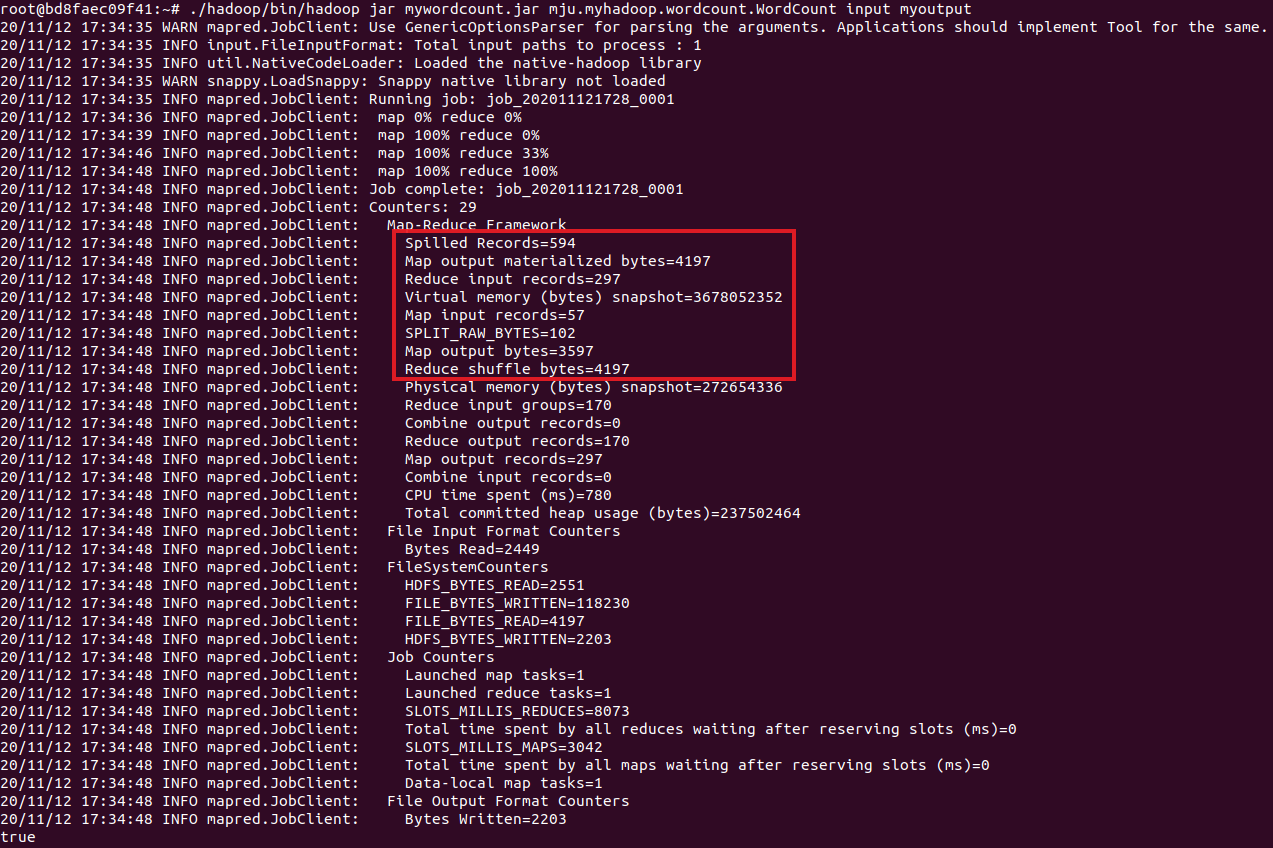 root@bd8faec09f41:~# ./hadoop/bin/hadoop jar mywordcount.jar mju.myhadoop.wordcount.WordCount input myoutput
20/11/12 17:34:35 WARN mapred.JobClient: Use GenericOptionsParser for parsing the arguments. Applications should implement Tool for the same.
20/11/12 17:34:35 INFO input.FileInputFormat: Total input paths to process : 1
20/11/12 17:34:35 INFO util.NativeCodeLoader: Loaded the native-hadoop library
20/11/12 17:34:35 WARN snappy.LoadSnappy: Snappy native library not loaded
20/11/12 17:34:35 INFO mapred.JobClient: Running job: job_202011121728_0001
20/11/12 17:34:36 INFO mapred.JobClient:  map 0% reduce 0%
20/11/12 17:34:39 INFO mapred.JobClient:  map 100% reduce 0%
20/11/12 17:34:46 INFO mapred.JobClient:  map 100% reduce 33%
20/11/12 17:34:48 INFO mapred.JobClient:  map 100% reduce 100%
20/11/12 17:34:48 INFO mapred.JobClient: Job complete: job_202011121728_0001
20/11/12 17:34:48 INFO mapred.JobClient: Counters: 29
20/11/12 17:34:48 INFO mapred.JobClient:   Map-Reduce Framework
20/11/12 17:34:48 INFO mapred.JobClient:     Spilled Records=594
20/11/12 17:34:48 INFO mapred.JobClient:     Map output materialized bytes=4197
20/11/12 17:34:48 INFO mapred.JobClient:     Reduce input records=297
20/11/12 17:34:48 INFO mapred.JobClient:     Virtual memory (bytes) snapshot=3678052352
20/11/12 17:34:48 INFO mapred.JobClient:     Map input records=57
20/11/12 17:34:48 INFO mapred.JobClient:     SPLIT_RAW_BYTES=102
20/11/12 17:34:48 INFO mapred.JobClient:     Map output bytes=3597
20/11/12 17:34:48 INFO mapred.JobClient:     Reduce shuffle bytes=4197
20/11/12 17:34:48 INFO mapred.JobClient:     Physical memory (bytes) snapshot=272654336
20/11/12 17:34:48 INFO mapred.JobClient:     Reduce input groups=170
20/11/12 17:34:48 INFO mapred.JobClient:     Combine output records=0
20/11/12 17:34:48 INFO mapred.JobClient:     Reduce output records=170
20/11/12 17:34:48 INFO mapred.JobClient:     Map output records=297
20/11/12 17:34:48 INFO mapred.JobClient:     Combine input records=0
20/11/12 17:34:48 INFO mapred.JobClient:     CPU time spent (ms)=780
20/11/12 17:34:48 INFO mapred.JobClient:     Total committed heap usage (bytes)=237502464
20/11/12 17:34:48 INFO mapred.JobClient:   File Input Format Counters
20/11/12 17:34:48 INFO mapred.JobClient:     Bytes Read=2449
20/11/12 17:34:48 INFO mapred.JobClient:   FileSystemCounters
20/11/12 17:34:48 INFO mapred.JobClient:     HDFS_BYTES_READ=2551
20/11/12 17:34:48 INFO mapred.JobClient:     FILE_BYTES_WRITTEN=118230
20/11/12 17:34:48 INFO mapred.JobClient:     FILE_BYTES_READ=4197
20/11/12 17:34:48 INFO mapred.JobClient:     HDFS_BYTES_WRITTEN=2203
20/11/12 17:34:48 INFO mapred.JobClient:   Job Counters
20/11/12 17:34:48 INFO mapred.JobClient:     Launched map tasks=1
20/11/12 17:34:48 INFO mapred.JobClient:     Launched reduce tasks=1
20/11/12 17:34:48 INFO mapred.JobClient:     SLOTS_MILLIS_REDUCES=8073
20/11/12 17:34:48 INFO mapred.JobClient:     Total time spent by all reduces waiting after reserving slots (ms)=0
20/11/12 17:34:48 INFO mapred.JobClient:     SLOTS_MILLIS_MAPS=3042
20/11/12 17:34:48 INFO mapred.JobClient:     Total time spent by all maps waiting after reserving slots (ms)=0
20/11/12 17:34:48 INFO mapred.JobClient:     Data-local map tasks=1
20/11/12 17:34:48 INFO mapred.JobClient:   File Output Format Counters
20/11/12 17:34:48 INFO mapred.JobClient:     Bytes Written=2203
true